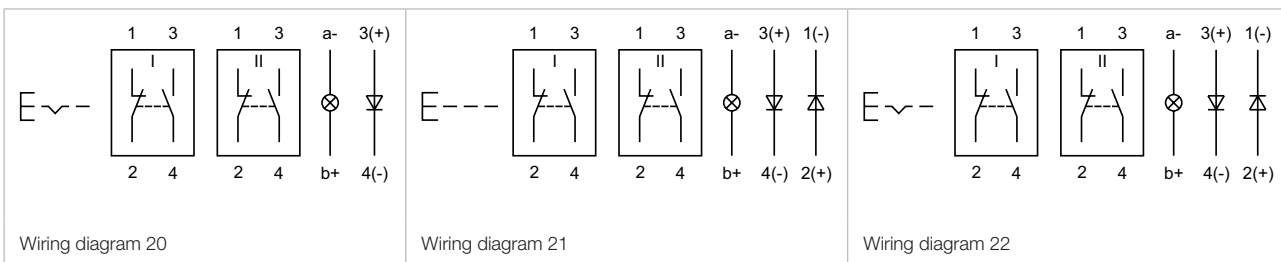 1 3 1 3 a- 3(+)
I II
2 4 2 4 b+ 4(-)
Wiring diagram 20
1 3 1 3 a- 3(+) 1(-)
I II
2 4 2 4 b+ 4(-) 2(+)
Wiring diagram 21
1 3 1 3 a- 3(+) 1(-)
I II
2 4 2 4 b+ 4(-) 2(+)
Wiring diagram 22